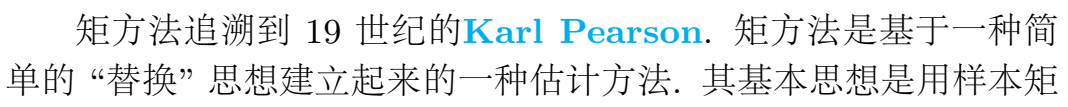 矩方法追溯到 19 世纪的Karl Pearson. 矩方法是基于一种简
单的 “替换” 思想建立起来的一种估计方法. 其基本思想是用样本矩